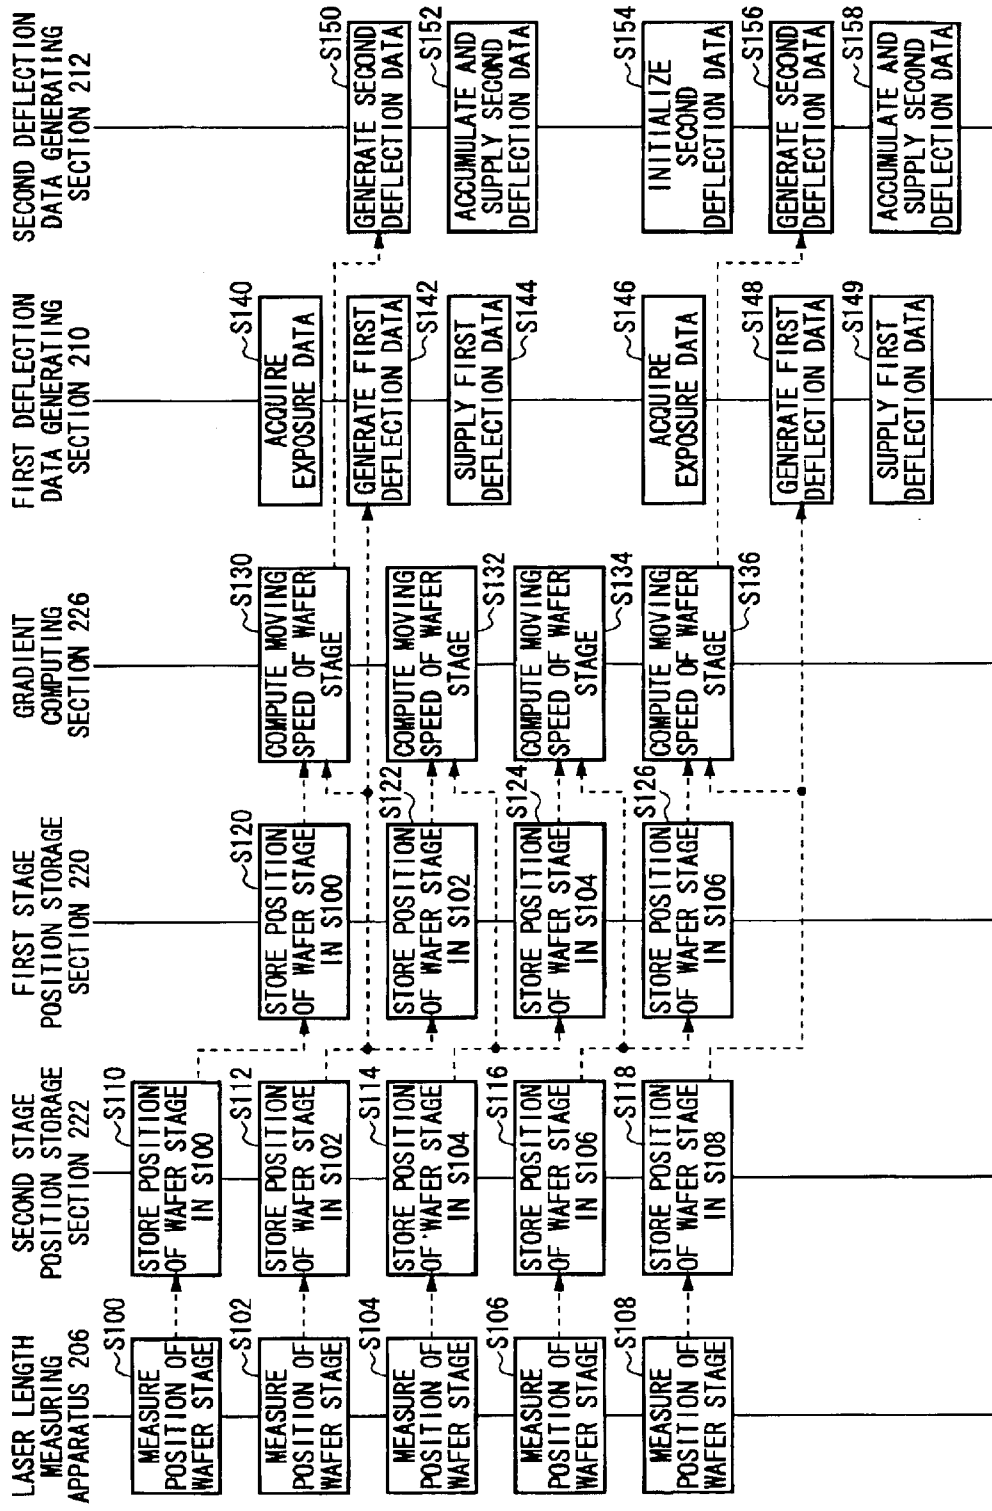 LASER LENGTH
MEASURING
APPARATUS 206
S100
MEASURE
POSITION OF
WAFER STAGE
S102
MEASURE
POSITION OF
WAFER STAGE
S104
MEASURE
POSITION OF
WAFER STAGE
S106
MEASURE
POSITION OF
WAFER STAGE
S108
MEASURE
POSITION OF
WAFER STAGE
SECOND STAGE
POSITION STORAGE
SECTION 222
S110
STORE POSITION
OF WAFER STAGE
IN S100
S112
STORE POSITION
OF WAFER STAGE
IN S102
S114
STORE POSITION
OF WAFER STAGE
IN S104
S116
STORE POSITION
OF WAFER STAGE
IN S106
S118
STORE POSITION
OF WAFER STAGE
IN S108
FIRST STAGE
POSITION STORAGE
SECTION 220
S120
STORE POSITION
OF WAFER STAGE
IN S100
S122
STORE POSITION
OF WAFER STAGE
IN S102
S124
STORE POSITION
OF WAFER STAGE
IN S104
S126
STORE POSITION
OF WAFER STAGE
IN S106
GRADIENT
COMPUTING
SECTION 226
S130
COMPUTE MOVING
SPEED OF WAFER
STAGE
S132
COMPUTE MOVING
SPEED OF WAFER
STAGE
S134
COMPUTE MOVING
SPEED OF WAFER
STAGE
S136
COMPUTE MOVING
SPEED OF WAFER
STAGE
FIRST DEFLECTION
DATA GENERATING
SECTION 210
S140
ACQUIRE
EXPOSURE DATA
S142
GENERATE FIRST
DEFLECTION DATA
S144
SUPPLY FIRST
DEFLECTION DATA
S146
ACQUIRE
EXPOSURE DATA
S148
GENERATE FIRST
DEFLECTION DATA
S149
SUPPLY FIRST
DEFLECTION DATA
SECOND DEFLECTION
DATA GENERATING
SECTION 212
S150
GENERATE SECOND
DEFLECTION DATA
S152
ACCUMULATE AND
SUPPLY SECOND
DEFLECTION DATA
S154
INITIALIZE
SECOND
DEFLECTION DATA
S156
GENERATE SECOND
DEFLECTION DATA
S158
ACCUMULATE AND
SUPPLY SECOND
DEFLECTION DATA